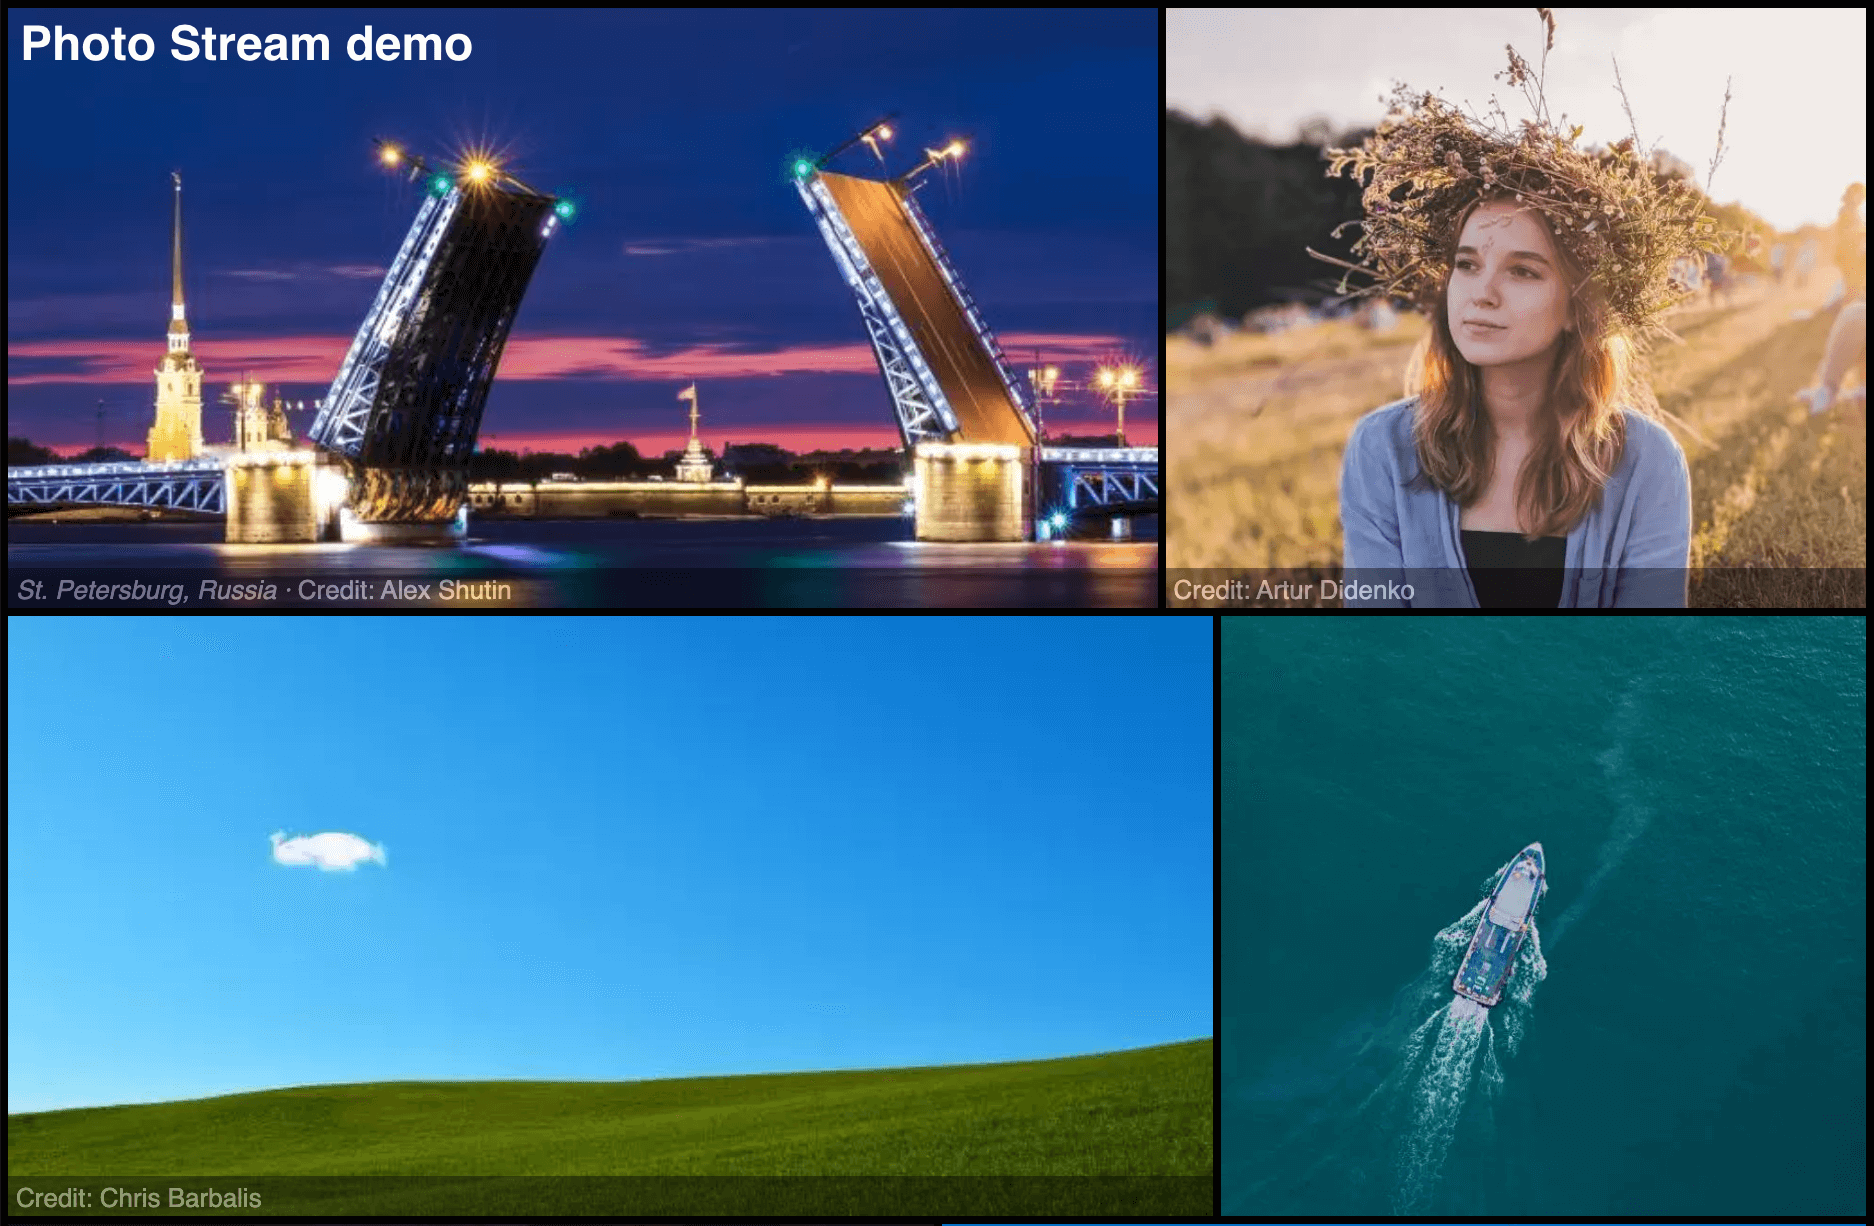 Photo Stream demo
St. Petersburg, Russia · Credit: Alex Shutin
Credit: Artur Didenko
Credit: Chris Barbalis